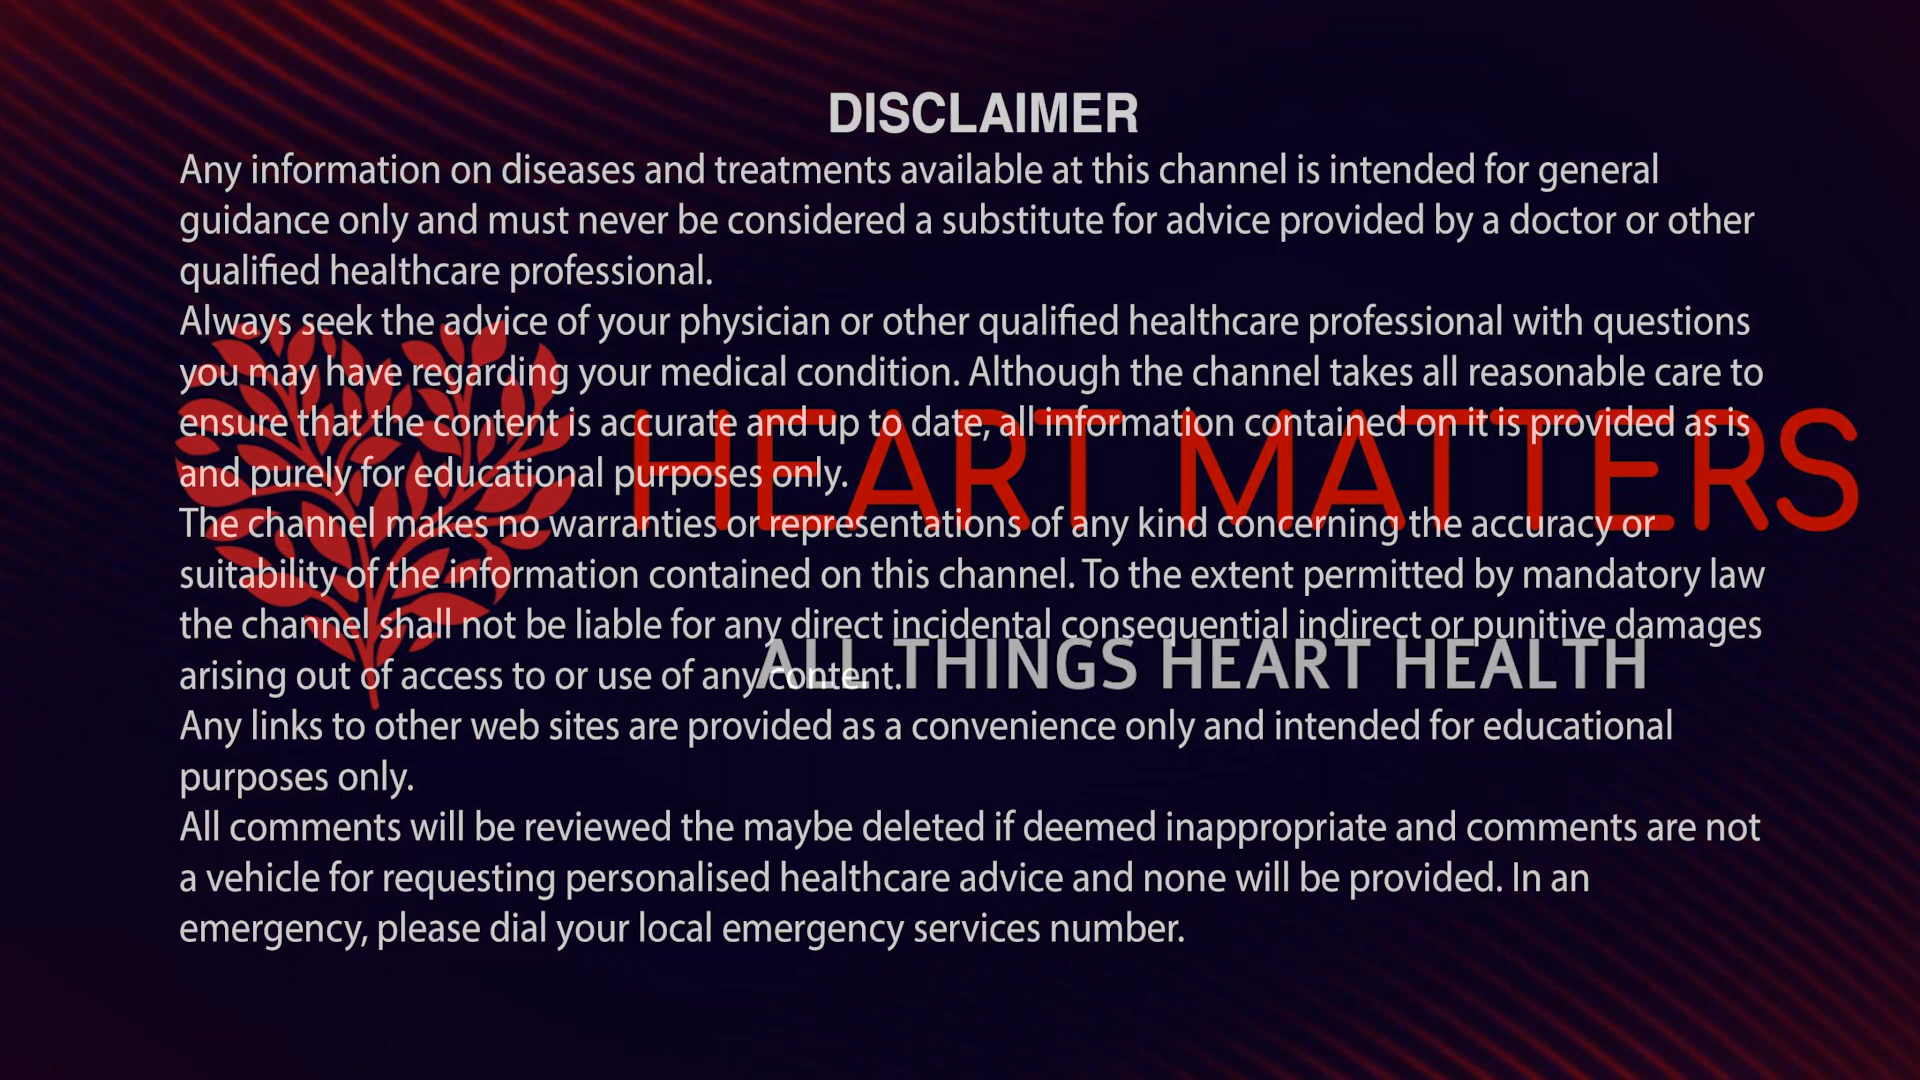 DISCLAIMER
Any information on diseases and treatments available at this channel is intended for general
guidance only and must never be considered a substitute for advice provided by a doctor or other
qualified healthcare professional.
Always seek the advice of your physician or other qualified healthcare professional with questions
you may have regarding your medical condition. Although the channel takes all reasonable care to
ensure that the content is accurate and up to date, all information contained on it is provided as is
HEART MATTERS
and purely for educational purposes only.
The channel makes no warranties or representations of any kind concerning the accuracy or
suitability of the information contained on this channel. To the extent permitted by mandatory law
the channel shall not be liable for any direct incidental consequential indirect or punitive damages
arising out of access to or use of any content.
ALL THINGS HEART HEALTH
Any links to other web sites are provided as a convenience only and intended for educational
purposes only.
All comments will be reviewed the maybe deleted if deemed inappropriate and comments are not
a vehicle for requesting personalised healthcare advice and none will be provided. In an
emergency, please dial your local emergency services number.